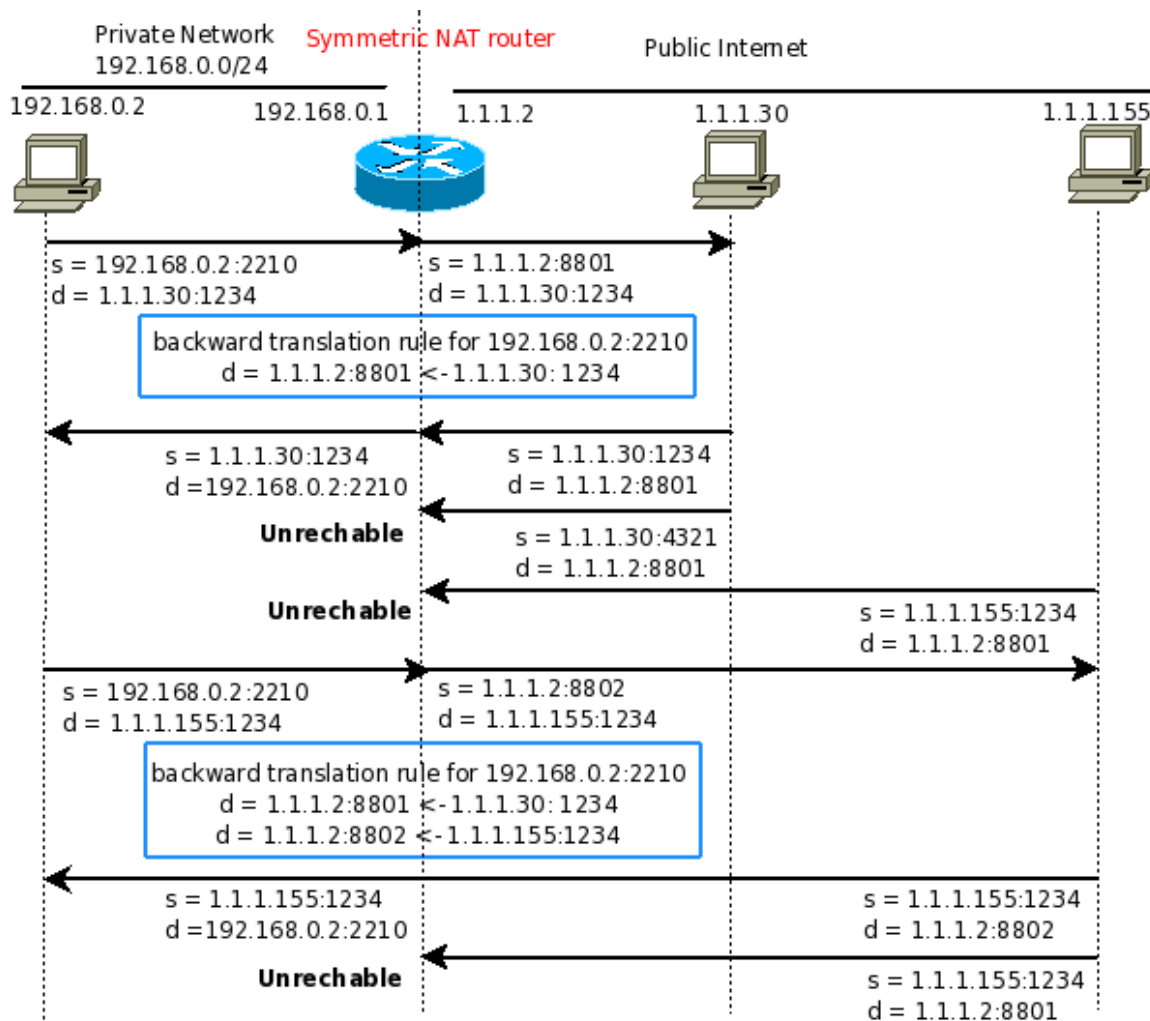 Private Network
192.168.0.0/24
Symmetric NAT router
Public Internet
192.168.0.2
192.168.0.1
1.1.1.2
1.1.1.30
1.1.1.155
s = 192.168.0.2:2210
d = 1.1.1.30:1234
s = 1.1.1.2:8801
d = 1.1.1.30:1234
backward translation rule for 192.168.0.2:2210
d = 1.1.1.2:8801 <-1.1.1.30: 1234
s = 1.1.1.30:1234
d =192.168.0.2:2210
s = 1.1.1.30:1234
d = 1.1.1.2:8801
Unrechable
s = 1.1.1.30:4321
d = 1.1.1.2:8801
Unrechable
s = 1.1.1.155:1234
d = 1.1.1.2:8801
s = 192.168.0.2:2210
d = 1.1.1.155:1234
s = 1.1.1.2:8802
d = 1.1.1.155:1234
backward translation rule for 192.168.0.2:2210
d = 1.1.1.2:8801 <-1.1.1.30: 1234
d = 1.1.1.2:8802 <-1.1.1.155:1234
s = 1.1.1.155:1234
d =192.168.0.2:2210
s = 1.1.1.155:1234
d = 1.1.1.2:8802
Unrechable
s = 1.1.1.155:1234
d = 1.1.1.2:8801